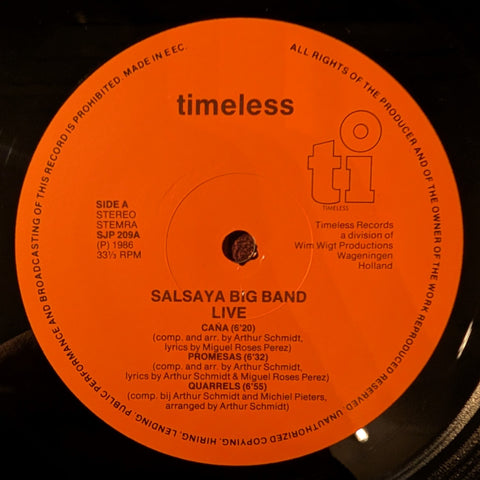 ALL RIGHTS OF THE PRODUCER AND OF THE OWNER OF THE WORK REPRODUCED RESERVED. UNAUTHORIZED COPYING, HIRING, LENDING, PUBLIC PERFORMANCE AND BROADCASTING OF THIS RECORD IS PROHIBITED. MADE IN E EC.
timeless
ti
TIMELESS
SIDE A
STEREO
STEMRA
SJP 209A
(P) 1986
33⅓ RPM
Timeless Records
a division of
Wim Wigt Productions
Wageningen
Holland
SALSAYA BIG BAND
LIVE
CAÑA (6'20)
(comp. and arr. by Arthur Schmidt,
lyrics by Miguel Roses Perez)
PROMESAS (6'32)
(comp. and arr. by Arthur Schmidt,
lyrics by Arthur Schmidt & Miguel Roses Perez)
QUARRELS (6'55)
(comp. bij Arthur Schmidt and Michiel Pieters,
arranged by Arthur Schmidt)